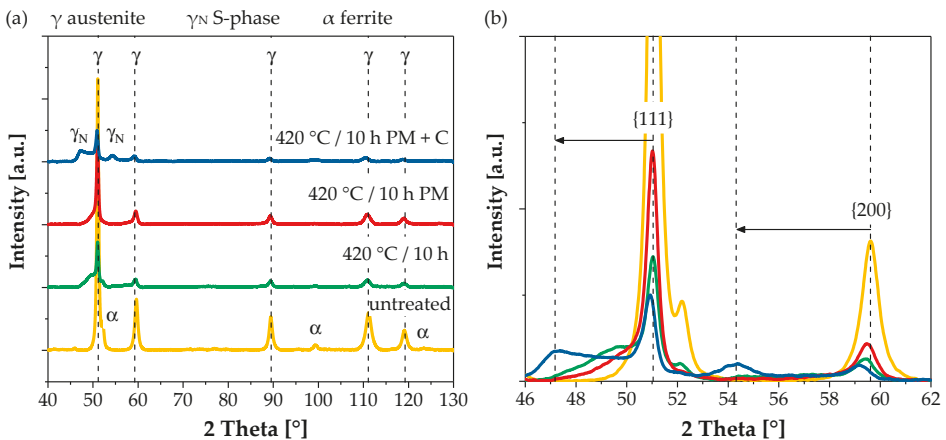 (a)
γ austenite γN S-phase α ferrite
γ γ γ γ γ
γN γN
420 °C / 10 h PM + C
420 °C / 10 h PM
420 °C / 10 h
untreated
α α α
Intensity [a.u.]
40 50 60 70 80 90 100 110 120 130
2 Theta [°]
(b)
{111}
{200}
Intensity [a.u.]
46 48 50 52 54 56 58 60 62
2 Theta [°]